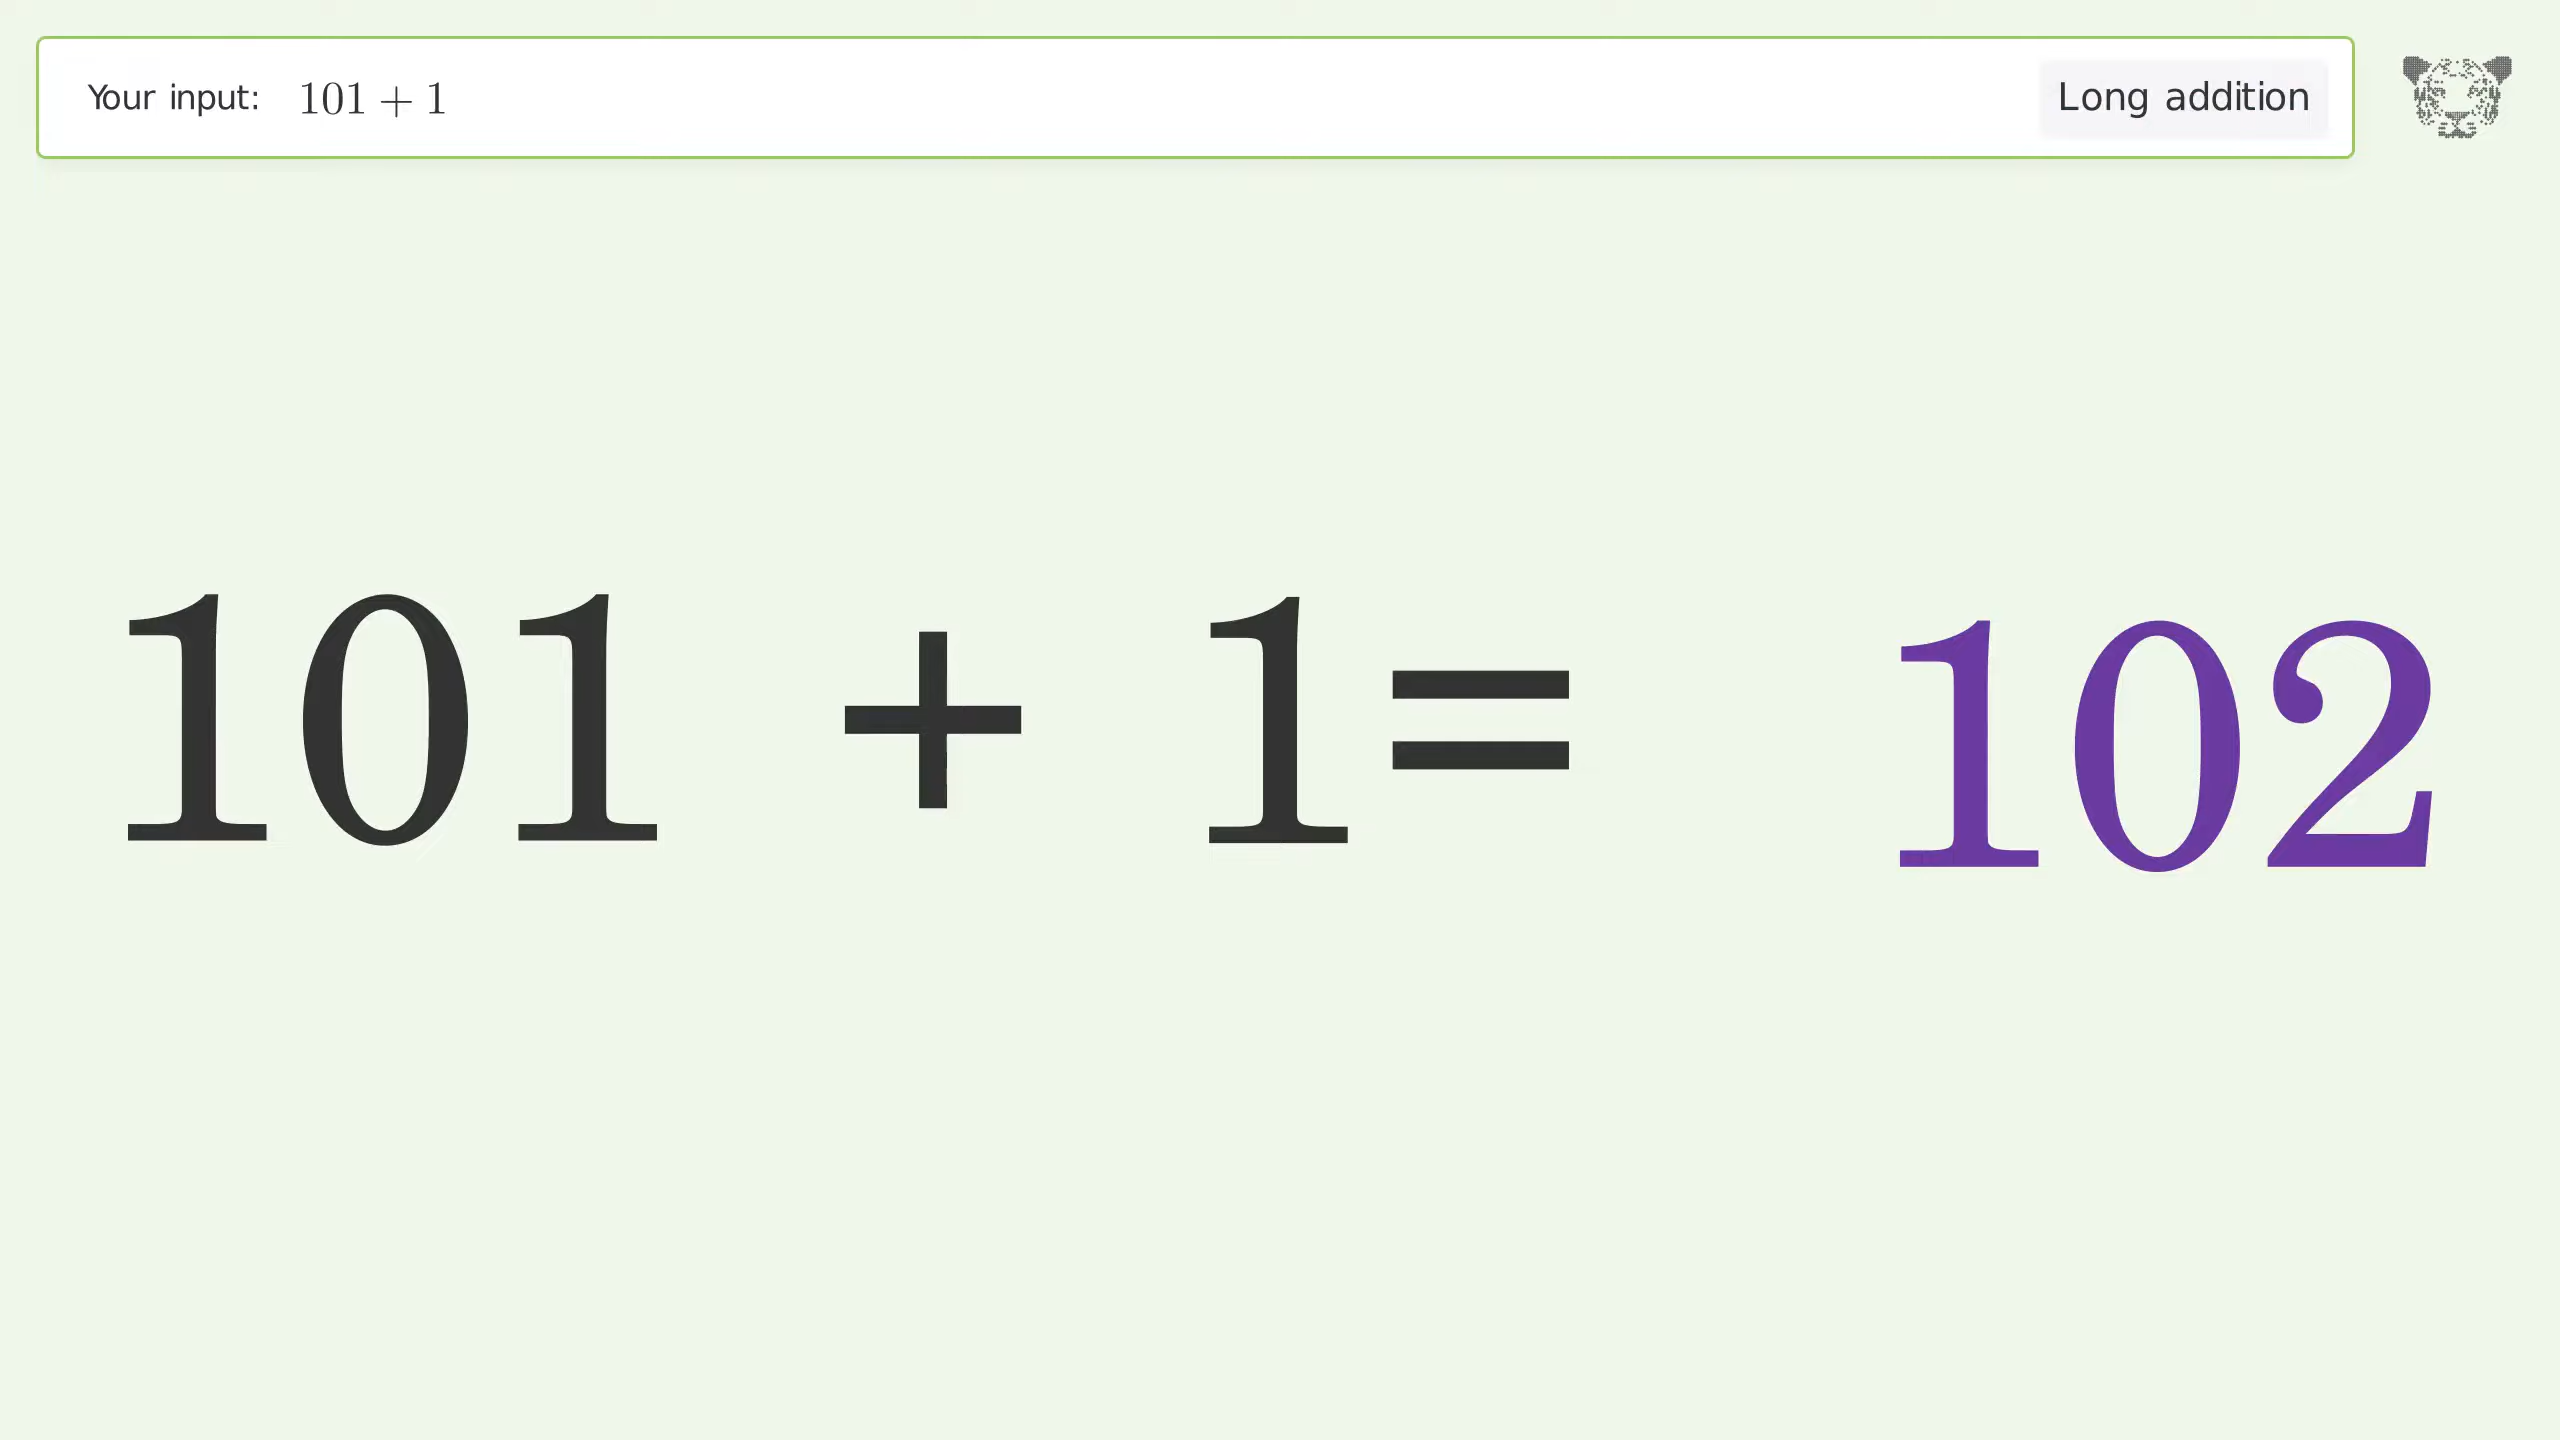 Your input: 101 + 1 Long addition
101 + 1 = 102